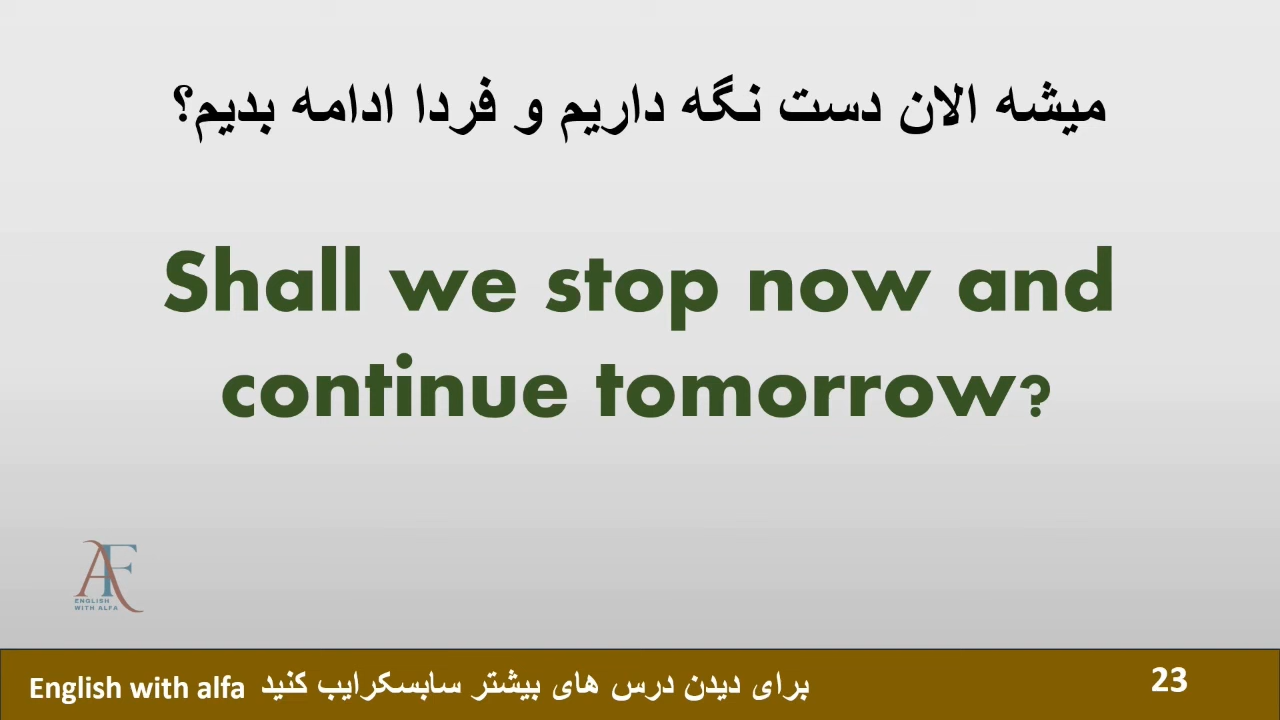 میشه الان دست نگه داریم و فردا ادامه بدیم؟
Shall we stop now and
continue tomorrow?
AF
ENGLISH
WITH ALFA
English with alfa برای دیدن درس های بیشتر سابسکرایب کنید
23